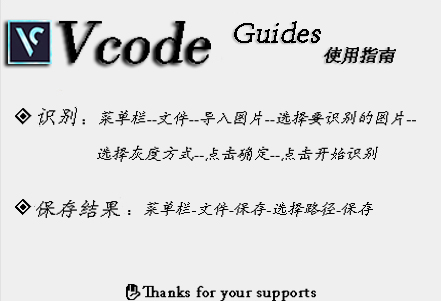 Vcode Guides
使用指南
识别：菜单栏--文件--导入图片--选择要识别的图片--
选择灰度方式--点击确定--点击开始识别
保存结果：菜单栏-文件-保存-选择路径-保存
Thanks for your supports